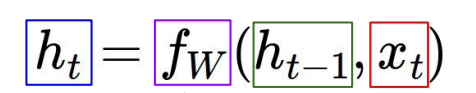 h_t = f_W(h_{t-1}, x_t)